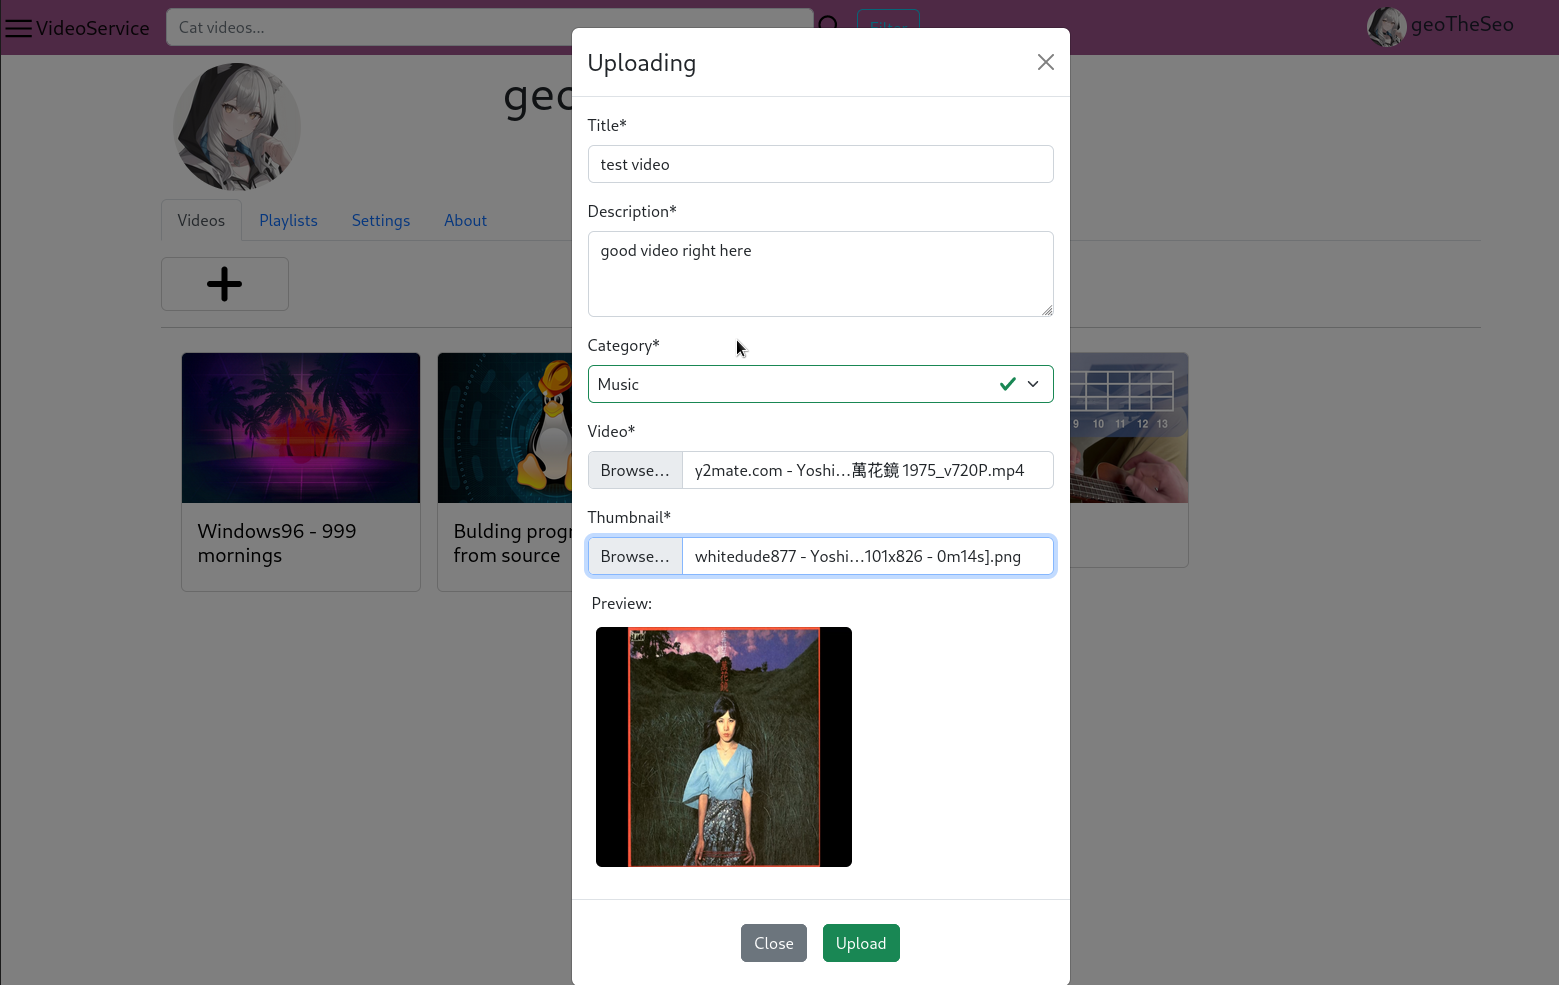 VideoService
Cat videos...
Filter
geoTheSeo
geo
Uploading
Title*
test video
Description*
good video right here
Category*
Music
Video*
Browse... y2mate.com - Yoshi...萬花鏡 1975_v720P.mp4
Thumbnail*
Browse... whitedude877 - Yoshi...101x826 - 0m14s].png
Preview:
Close
Upload
Videos
Playlists
Settings
About
Windows96 - 999
mornings
Bulding progr
from source
9 10 11 12 13